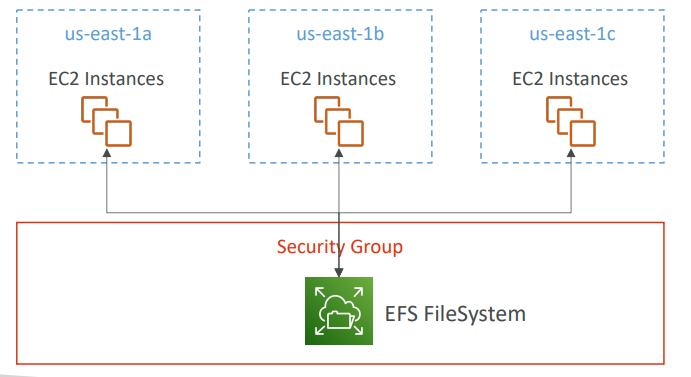 us-east-1a
us-east-1b
us-east-1c
EC2 Instances
EC2 Instances
EC2 Instances
Security Group
EFS FileSystem